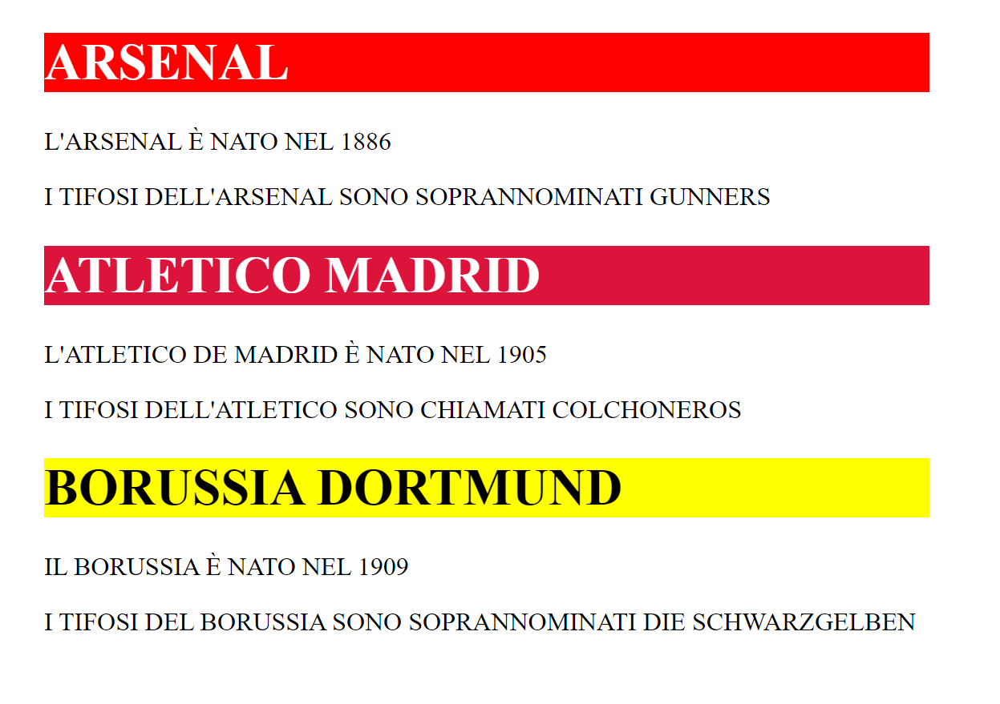 ARSENAL
L'ARSENAL È NATO NEL 1886
I TIFOSI DELL'ARSENAL SONO SOPRANNOMINATI GUNNERS
ATLETICO MADRID
L'ATLETICO DE MADRID È NATO NEL 1905
I TIFOSI DELL'ATLETICO SONO CHIAMATI COLCHONEROS
BORUSSIA DORTMUND
IL BORUSSIA È NATO NEL 1909
I TIFOSI DEL BORUSSIA SONO SOPRANNOMINATI DIE SCHWARZGELBEN